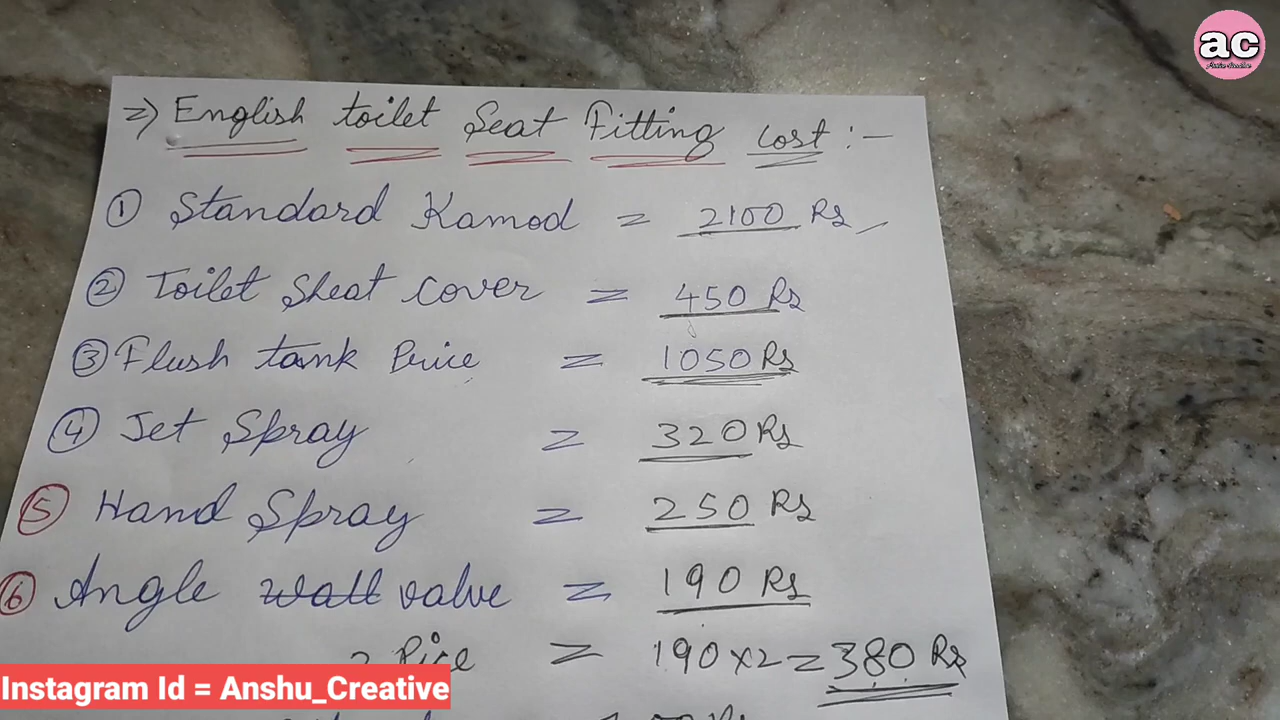 ac
=> English toilet Seat Fitting Cost :-
① Standard Kamod = 2100 Rs
② Toilet Sheat Cover = 450 Rs
③ Flush tank Price = 1050 Rs
④ Jet Spray = 320 Rs
⑤ Hand Spray = 250 Rs
⑥ Angle wall valve = 190 Rs
= 190 x 2 = 380 Rs
Instagram Id = Anshu_Creative